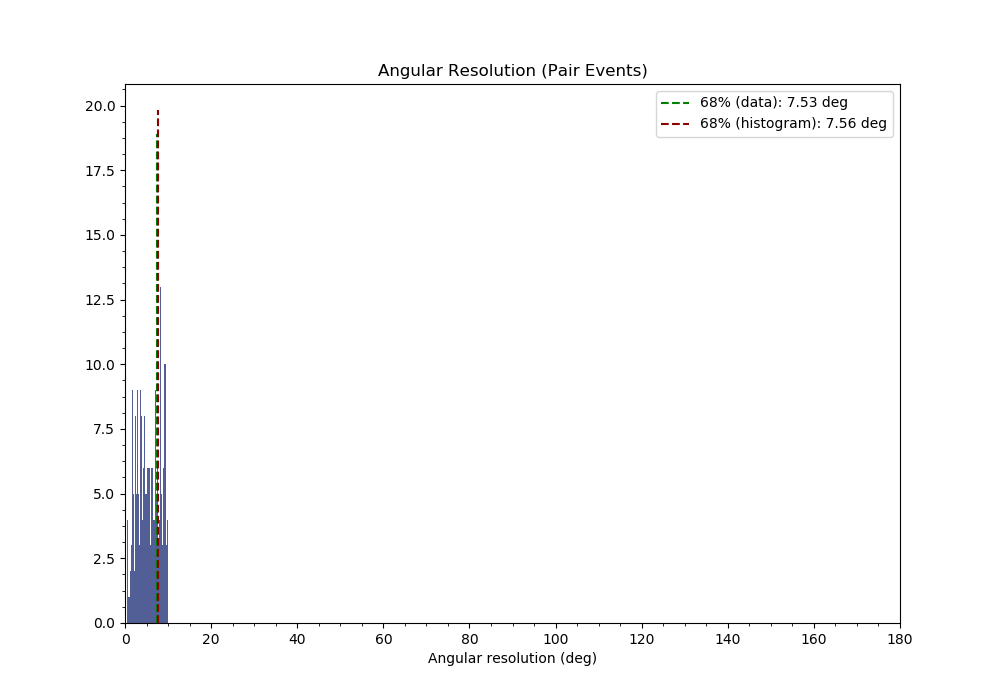 Angular Resolution (Pair Events)
68% (data): 7.53 deg
68% (histogram): 7.56 deg
20.0
17.5
15.0
12.5
10.0
7.5
5.0
2.5
0.0
0 20 40 60 80 100 120 140 160 180
Angular resolution (deg)